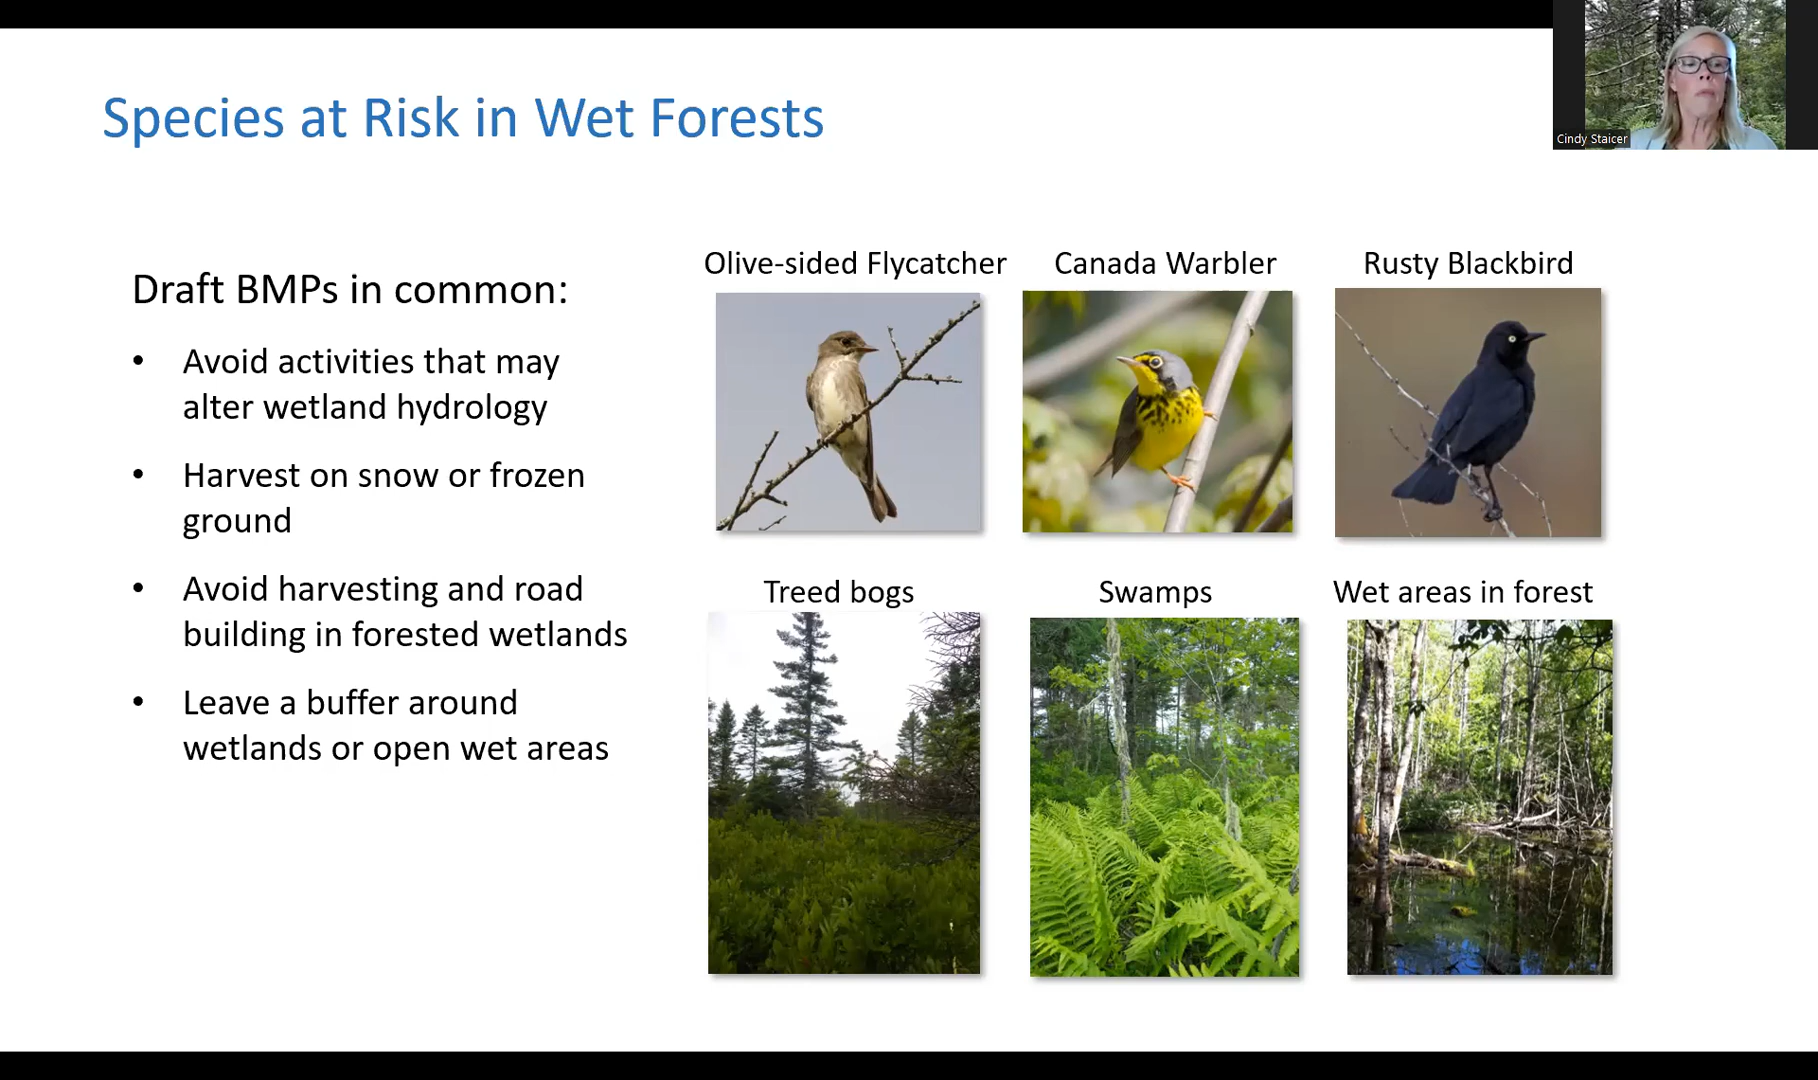 Species at Risk in Wet Forests
Cindy Staicer
Draft BMPs in common:
• Avoid activities that may
alter wetland hydrology
• Harvest on snow or frozen
ground
• Avoid harvesting and road
building in forested wetlands
• Leave a buffer around
wetlands or open wet areas
Olive-sided Flycatcher
Canada Warbler
Rusty Blackbird
Treed bogs
Swamps
Wet areas in forest